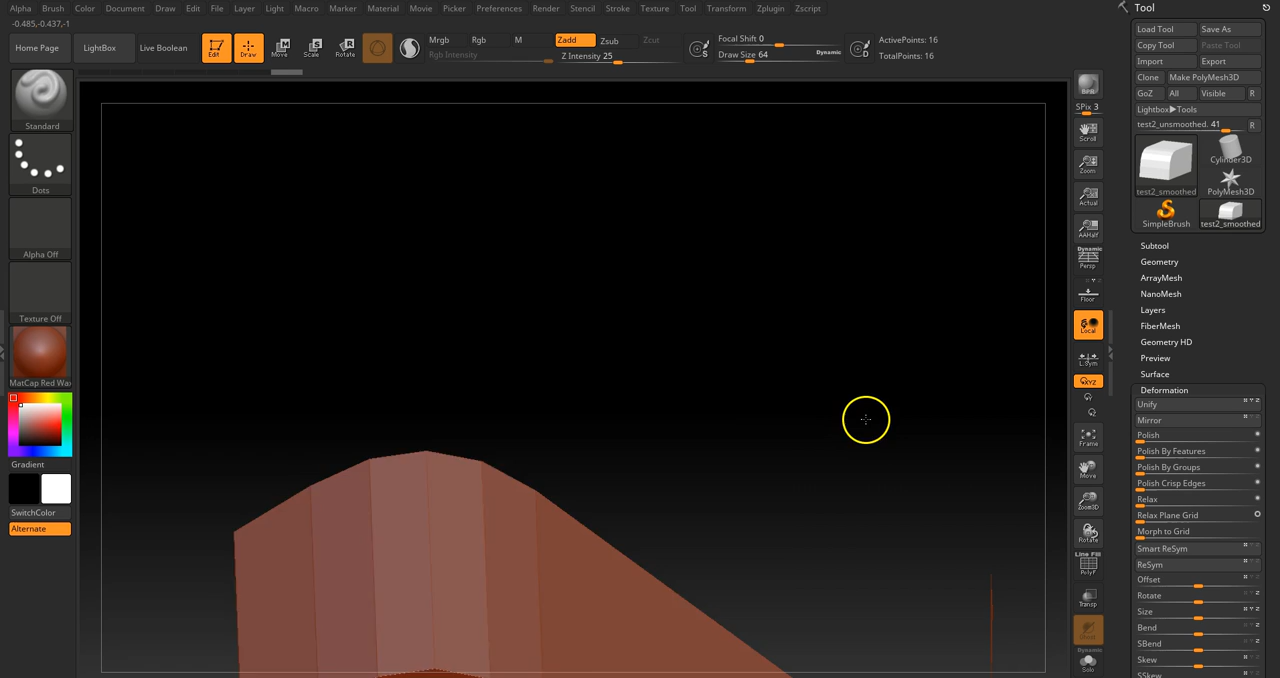 Alpha Brush Color Document Draw Edit File Layer Light Macro Marker Material Movie Picker Preferences Render Stencil Stroke Texture Tool Transform Zplugin Zscript
-0.485,-0.437,-1
Home Page LightBox Live Boolean Edit Draw Move Scale Rotate
Mrgb Rgb M Zadd Zsub Zcut
Rgb Intensity Z Intensity 25
Focal Shift 0
Draw Size 64 Dynamic
ActivePoints: 16
TotalPoints: 16
Standard
Dots
Alpha Off
Texture Off
MatCap Red Wax
Gradient
SwitchColor
Alternate
BPR
SPix 3
Scroll
Zoom
Actual
AAHalf
Dynamic
Persp
Floor
Local
L.Sym
XYZ
Frame
Move
Zoom3D
Rotate
Line Fill
PolyF
Transp
Dynamic
Solo
Tool
Load Tool Save As
Copy Tool Paste Tool
Import Export
Clone Make PolyMesh3D
GoZ All Visible R
Lightbox▶Tools
test2_unsmoothed. 41 R
test2_smoothed
Cylinder3D
PolyMesh3D
SimpleBrush test2_smoothed
Subtool
Geometry
ArrayMesh
NanoMesh
Layers
FiberMesh
Geometry HD
Preview
Surface
Deformation
Unify
Mirror
Polish
Polish By Features
Polish By Groups
Polish Crisp Edges
Relax
Relax Plane Grid
Morph to Grid
Smart ReSym
ReSym
Offset
Rotate
Size
Bend
SBend
Skew
SSkew